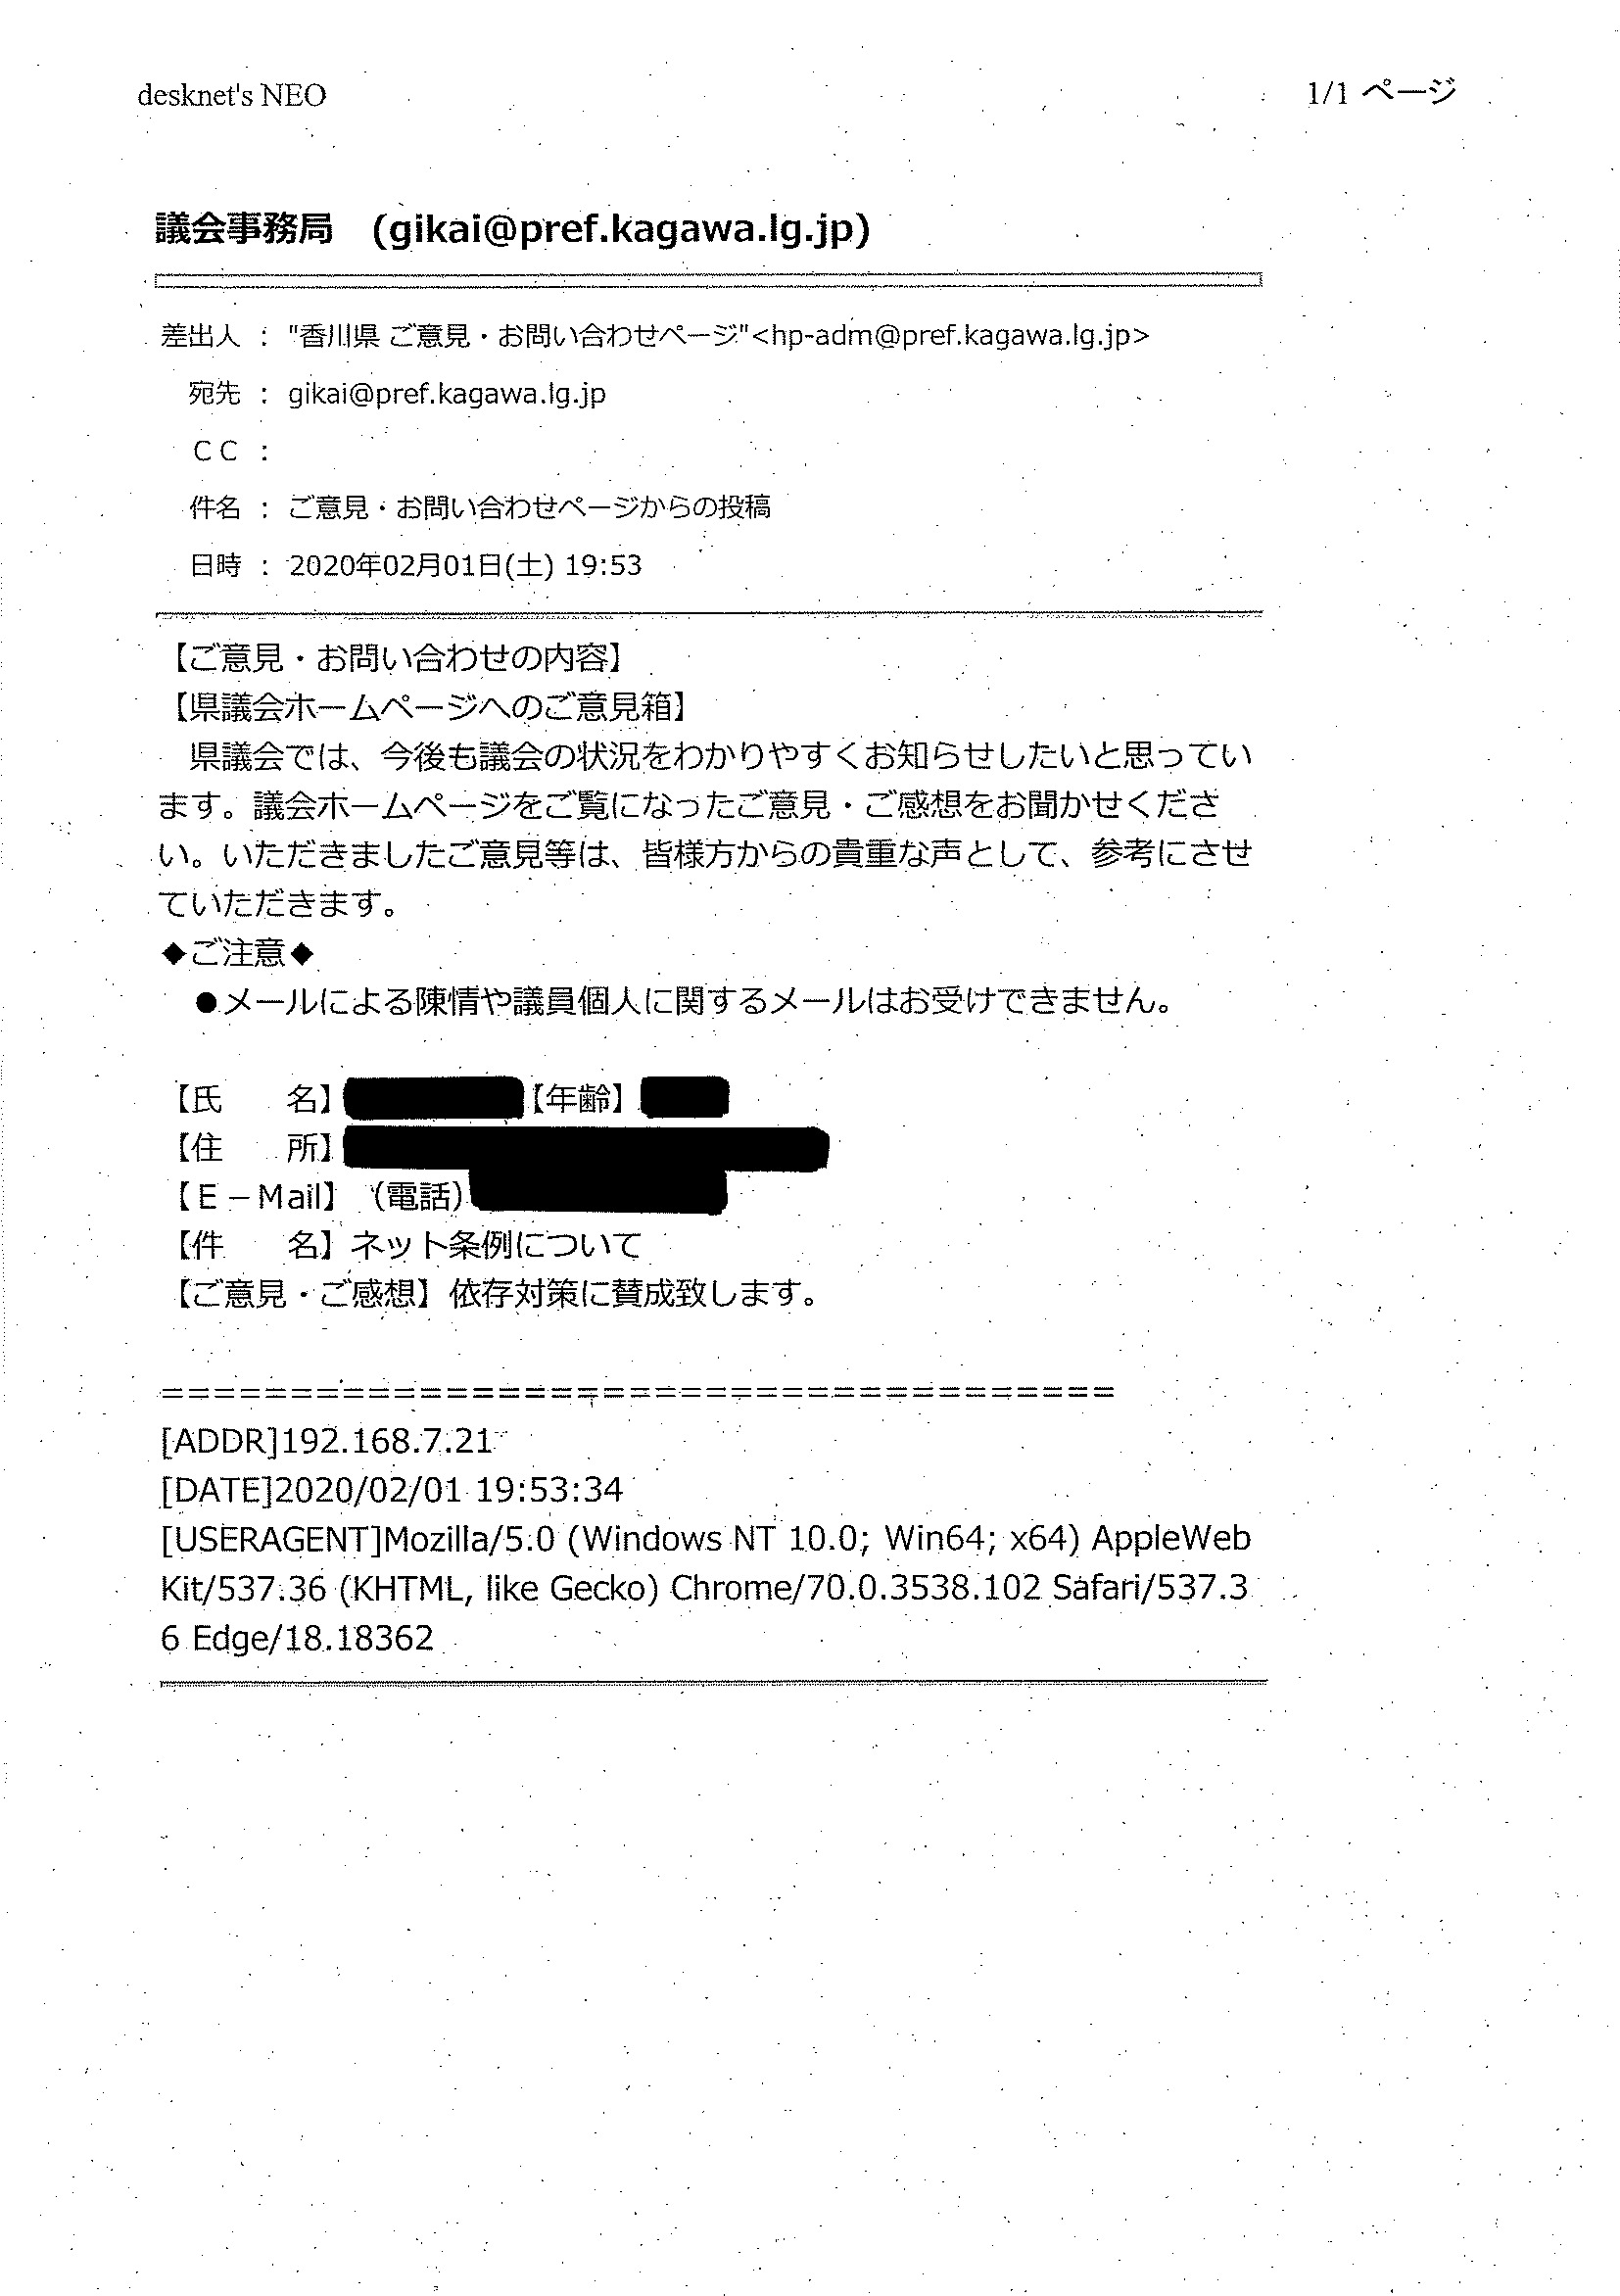 desknet's NEO
1/1 ページ
議会事務局　(gikai@pref.kagawa.lg.jp)
差出人 : "香川県 ご意見・お問い合わせページ"<hp-adm@pref.kagawa.lg.jp>
宛先 : gikai@pref.kagawa.lg.jp
ＣＣ :
件名 : ご意見・お問い合わせページからの投稿
日時 : 2020年02月01日(土) 19:53
【ご意見・お問い合わせの内容】
【県議会ホームページへのご意見箱】
　県議会では、今後も議会の状況をわかりやすくお知らせしたいと思ってい
ます。議会ホームページをご覧になったご意見・ご感想をお聞かせくださ
い。いただきましたご意見等は、皆様方からの貴重な声として、参考にさせ
ていただきます。
◆ご注意◆
　●メールによる陳情や議員個人に関するメールはお受けできません。
【氏　　名】【年齢】
【住　　所】
【Ｅ－Mail】（電話）
【件　　名】ネット条例について
【ご意見・ご感想】依存対策に賛成致します。
=====================================
[ADDR]192.168.7.21
[DATE]2020/02/01 19:53:34
[USERAGENT]Mozilla/5.0 (Windows NT 10.0; Win64; x64) AppleWeb
Kit/537.36 (KHTML, like Gecko) Chrome/70.0.3538.102 Safari/537.3
6 Edge/18.18362